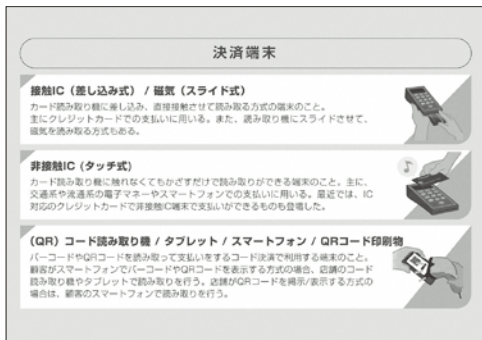 決済端末
接触IC（差し込み式） / 磁気（スライド式）
カード読み取り機に差し込み、直接接触させて読み取る方式の端末のこと。
主にクレジットカードでの支払いに用いる。また、読み取り機にスライドさせて、
磁気を読み取る方式もある。
非接触IC（タッチ式）
カード読み取り機に触れなくてもかざすだけで読み取りができる端末のこと。主に、
交通系や流通系の電子マネーやスマートフォンでの支払いに用いる。最近では、IC
対応のクレジットカードで非接触IC端末で支払いができるものも登場した。
（QR）コード読み取り機 / タブレット / スマートフォン / QRコード印刷物
バーコードやQRコードを読み取って支払いをするコード決済で利用する端末のこと。
顧客がスマートフォンでバーコードやQRコードを表示する方式の場合、店舗のコード
読み取り機やタブレットで読み取りを行う。店舗がQRコードを掲示/表示する方式の
場合は、顧客のスマートフォンで読み取りを行う。